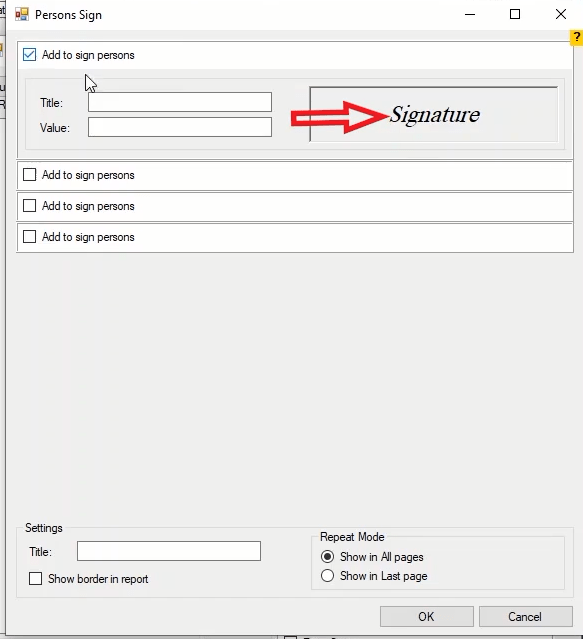 Persons Sign
?
Add to sign persons
Title:
Value:
Signature
Add to sign persons
Add to sign persons
Add to sign persons
Settings
Title:
Show border in report
Repeat Mode
Show in All pages
Show in Last page
OK
Cancel